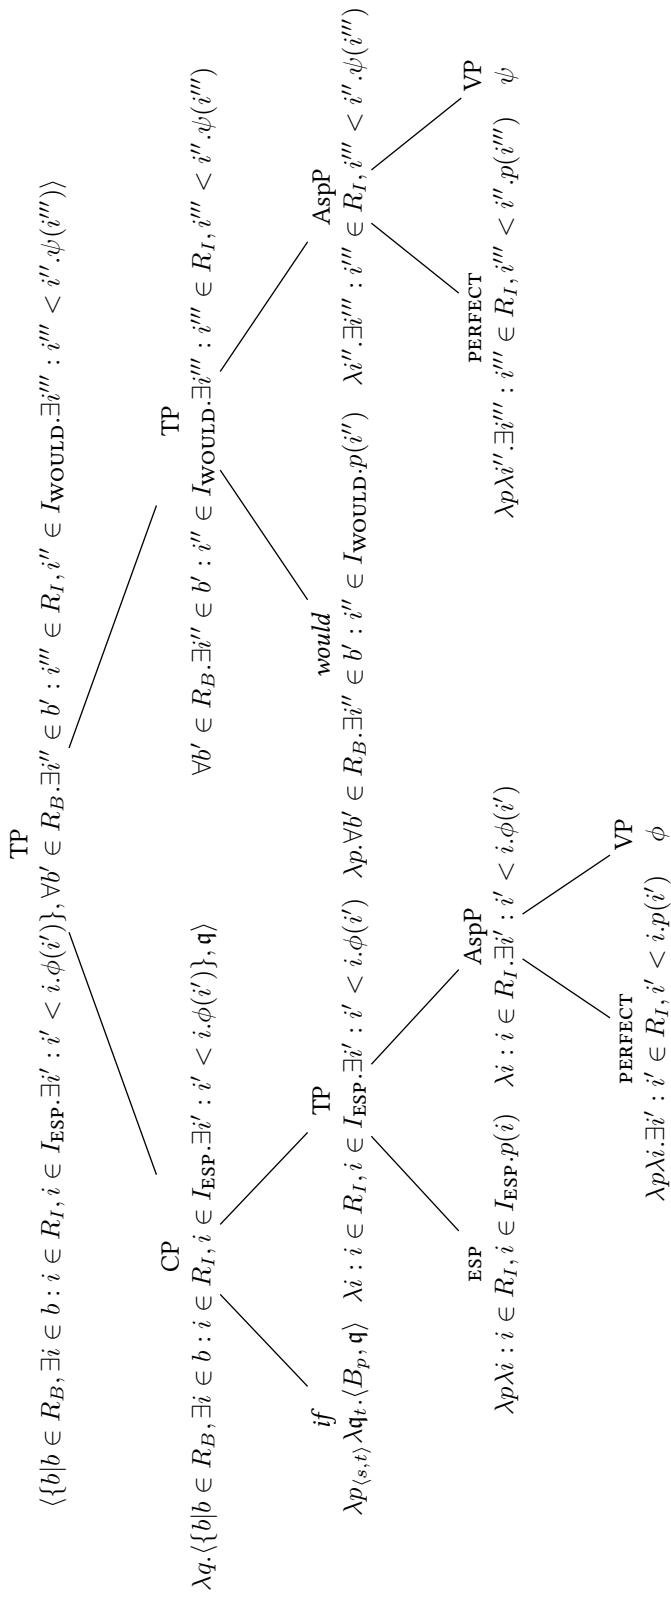 TP
⟨{b|b ∈ R_B, ∃i ∈ b : i ∈ R_I, i ∈ I_ESP.∃i′ : i′ < i.ϕ(i′)}, ∀b′ ∈ R_B.∃i″ ∈ b′ : i‴ ∈ R_I, i″ ∈ I_WOULD.∃i‴ : i‴ < i″.ψ(i‴)⟩
CP TP
λq.⟨{b|b ∈ R_B, ∃i ∈ b : i ∈ R_I, i ∈ I_ESP.∃i′ : i′ < i.ϕ(i′)}, 𝔮⟩ ∀b′ ∈ R_B.∃i″ ∈ b′ : i″ ∈ I_WOULD.∃i‴ : i‴ ∈ R_I, i‴ < i″.ψ(i‴)
if TP would AspP
λp_⟨s,t⟩λ𝔮_t.⟨B_p, 𝔮⟩ λi : i ∈ R_I, i ∈ I_ESP.∃i′ : i′ < i.ϕ(i′) λp.∀b′ ∈ R_B.∃i″ ∈ b′ : i″ ∈ I_WOULD.p(i″) λi″.∃i‴ : i‴ ∈ R_I, i‴ < i″.ψ(i‴)
ESP AspP PERFECT VP
λpλi : i ∈ R_I, i ∈ I_ESP.p(i) λi : i ∈ R_I.∃i′ : i′ < i.ϕ(i′) λpλi″.∃i‴ : i‴ ∈ R_I, i‴ < i″.p(i‴) ψ
PERFECT VP
λpλi.∃i′ : i′ ∈ R_I, i′ < i.p(i′) ϕ